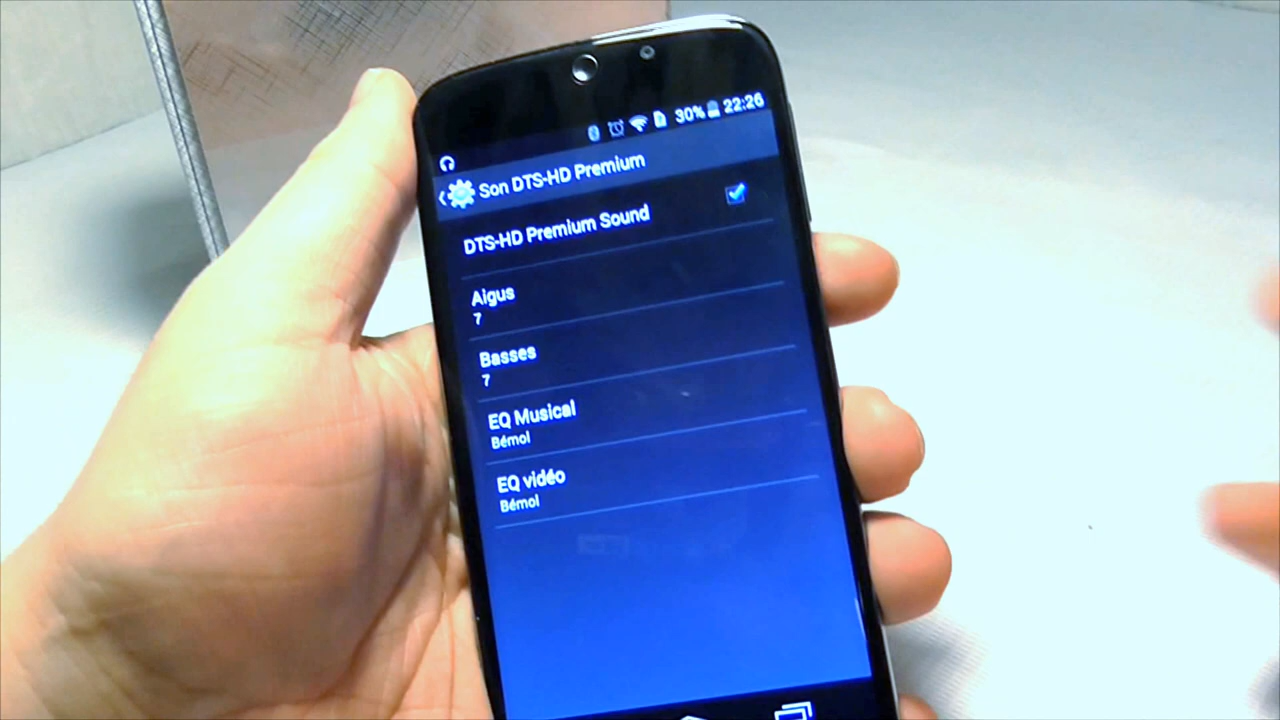 30% 22:26
Son DTS-HD Premium
DTS-HD Premium Sound
Aigus
7
Basses
7
EQ Musical
Bémol
EQ vidéo
Bémol